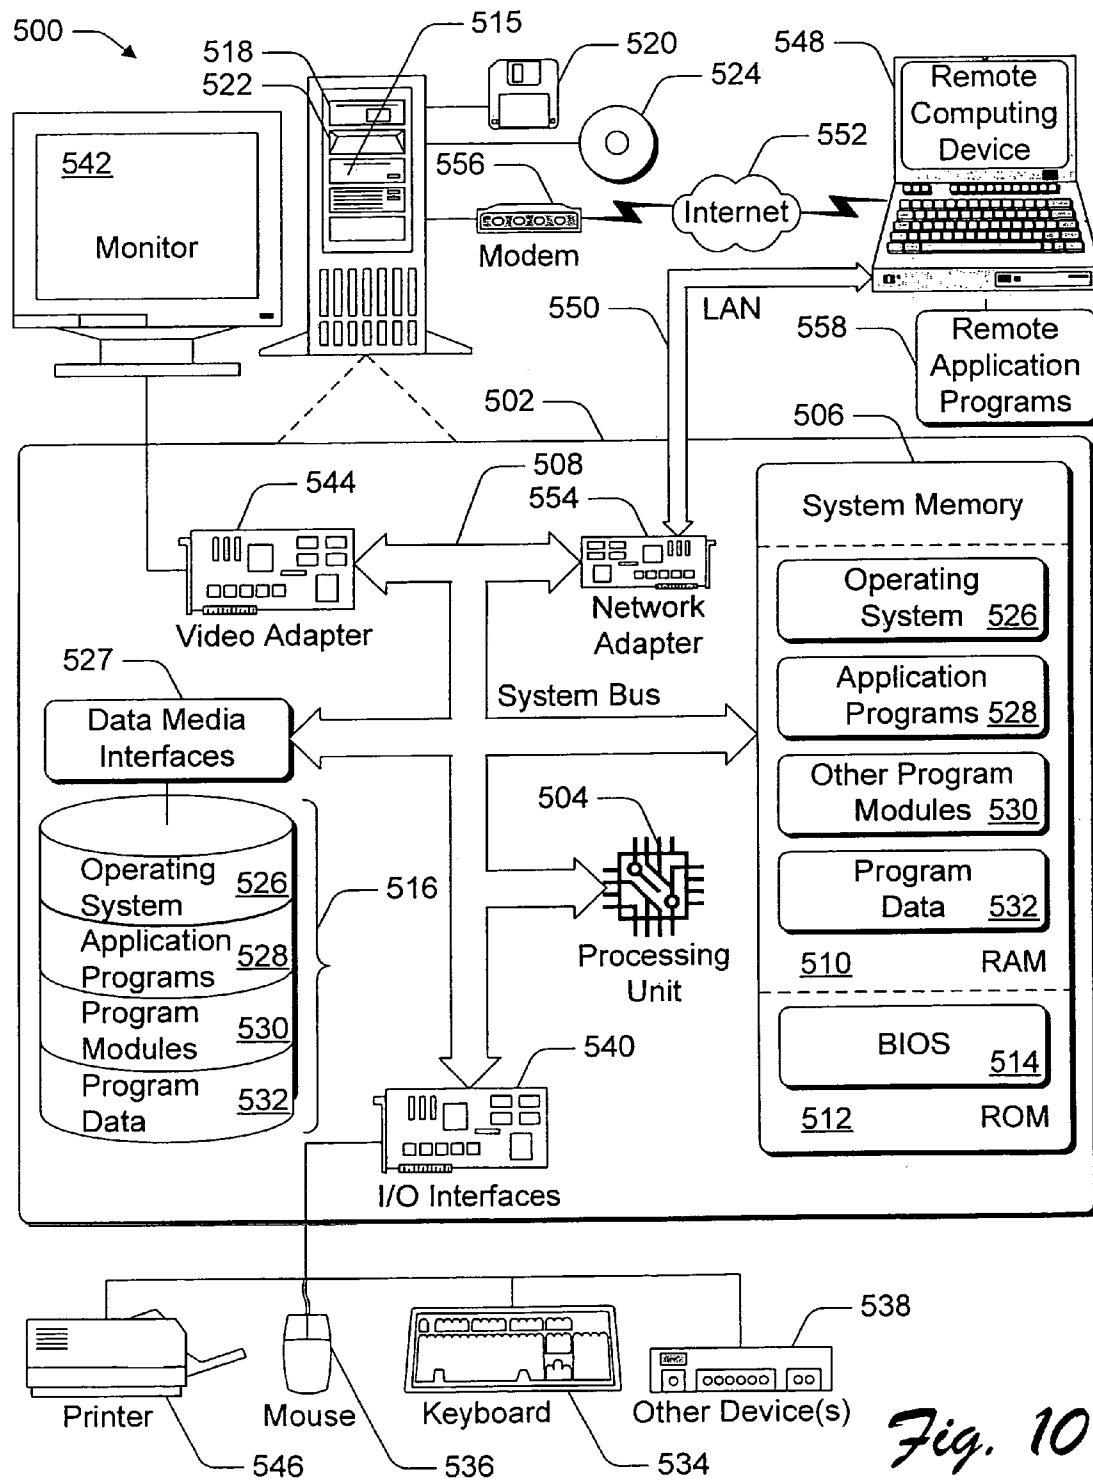 500
518
522
515
520
524
548
Remote
Computing
Device
542
Monitor
556
Modem
552
Internet
550
LAN
558
Remote
Application
Programs
502
506
544
508
554
System Memory
Video Adapter
Network
Adapter
Operating
System 526
527
Data Media
Interfaces
System Bus
Application
Programs 528
Other Program
Modules 530
504
Processing
Unit
Program
Data 532
510 RAM
Operating
System 526
Application
Programs 528
Program
Modules 530
Program
Data 532
516
BIOS 514
512 ROM
540
I/O Interfaces
Printer
546
Mouse
536
Keyboard
534
538
Other Device(s)
Fig. 10